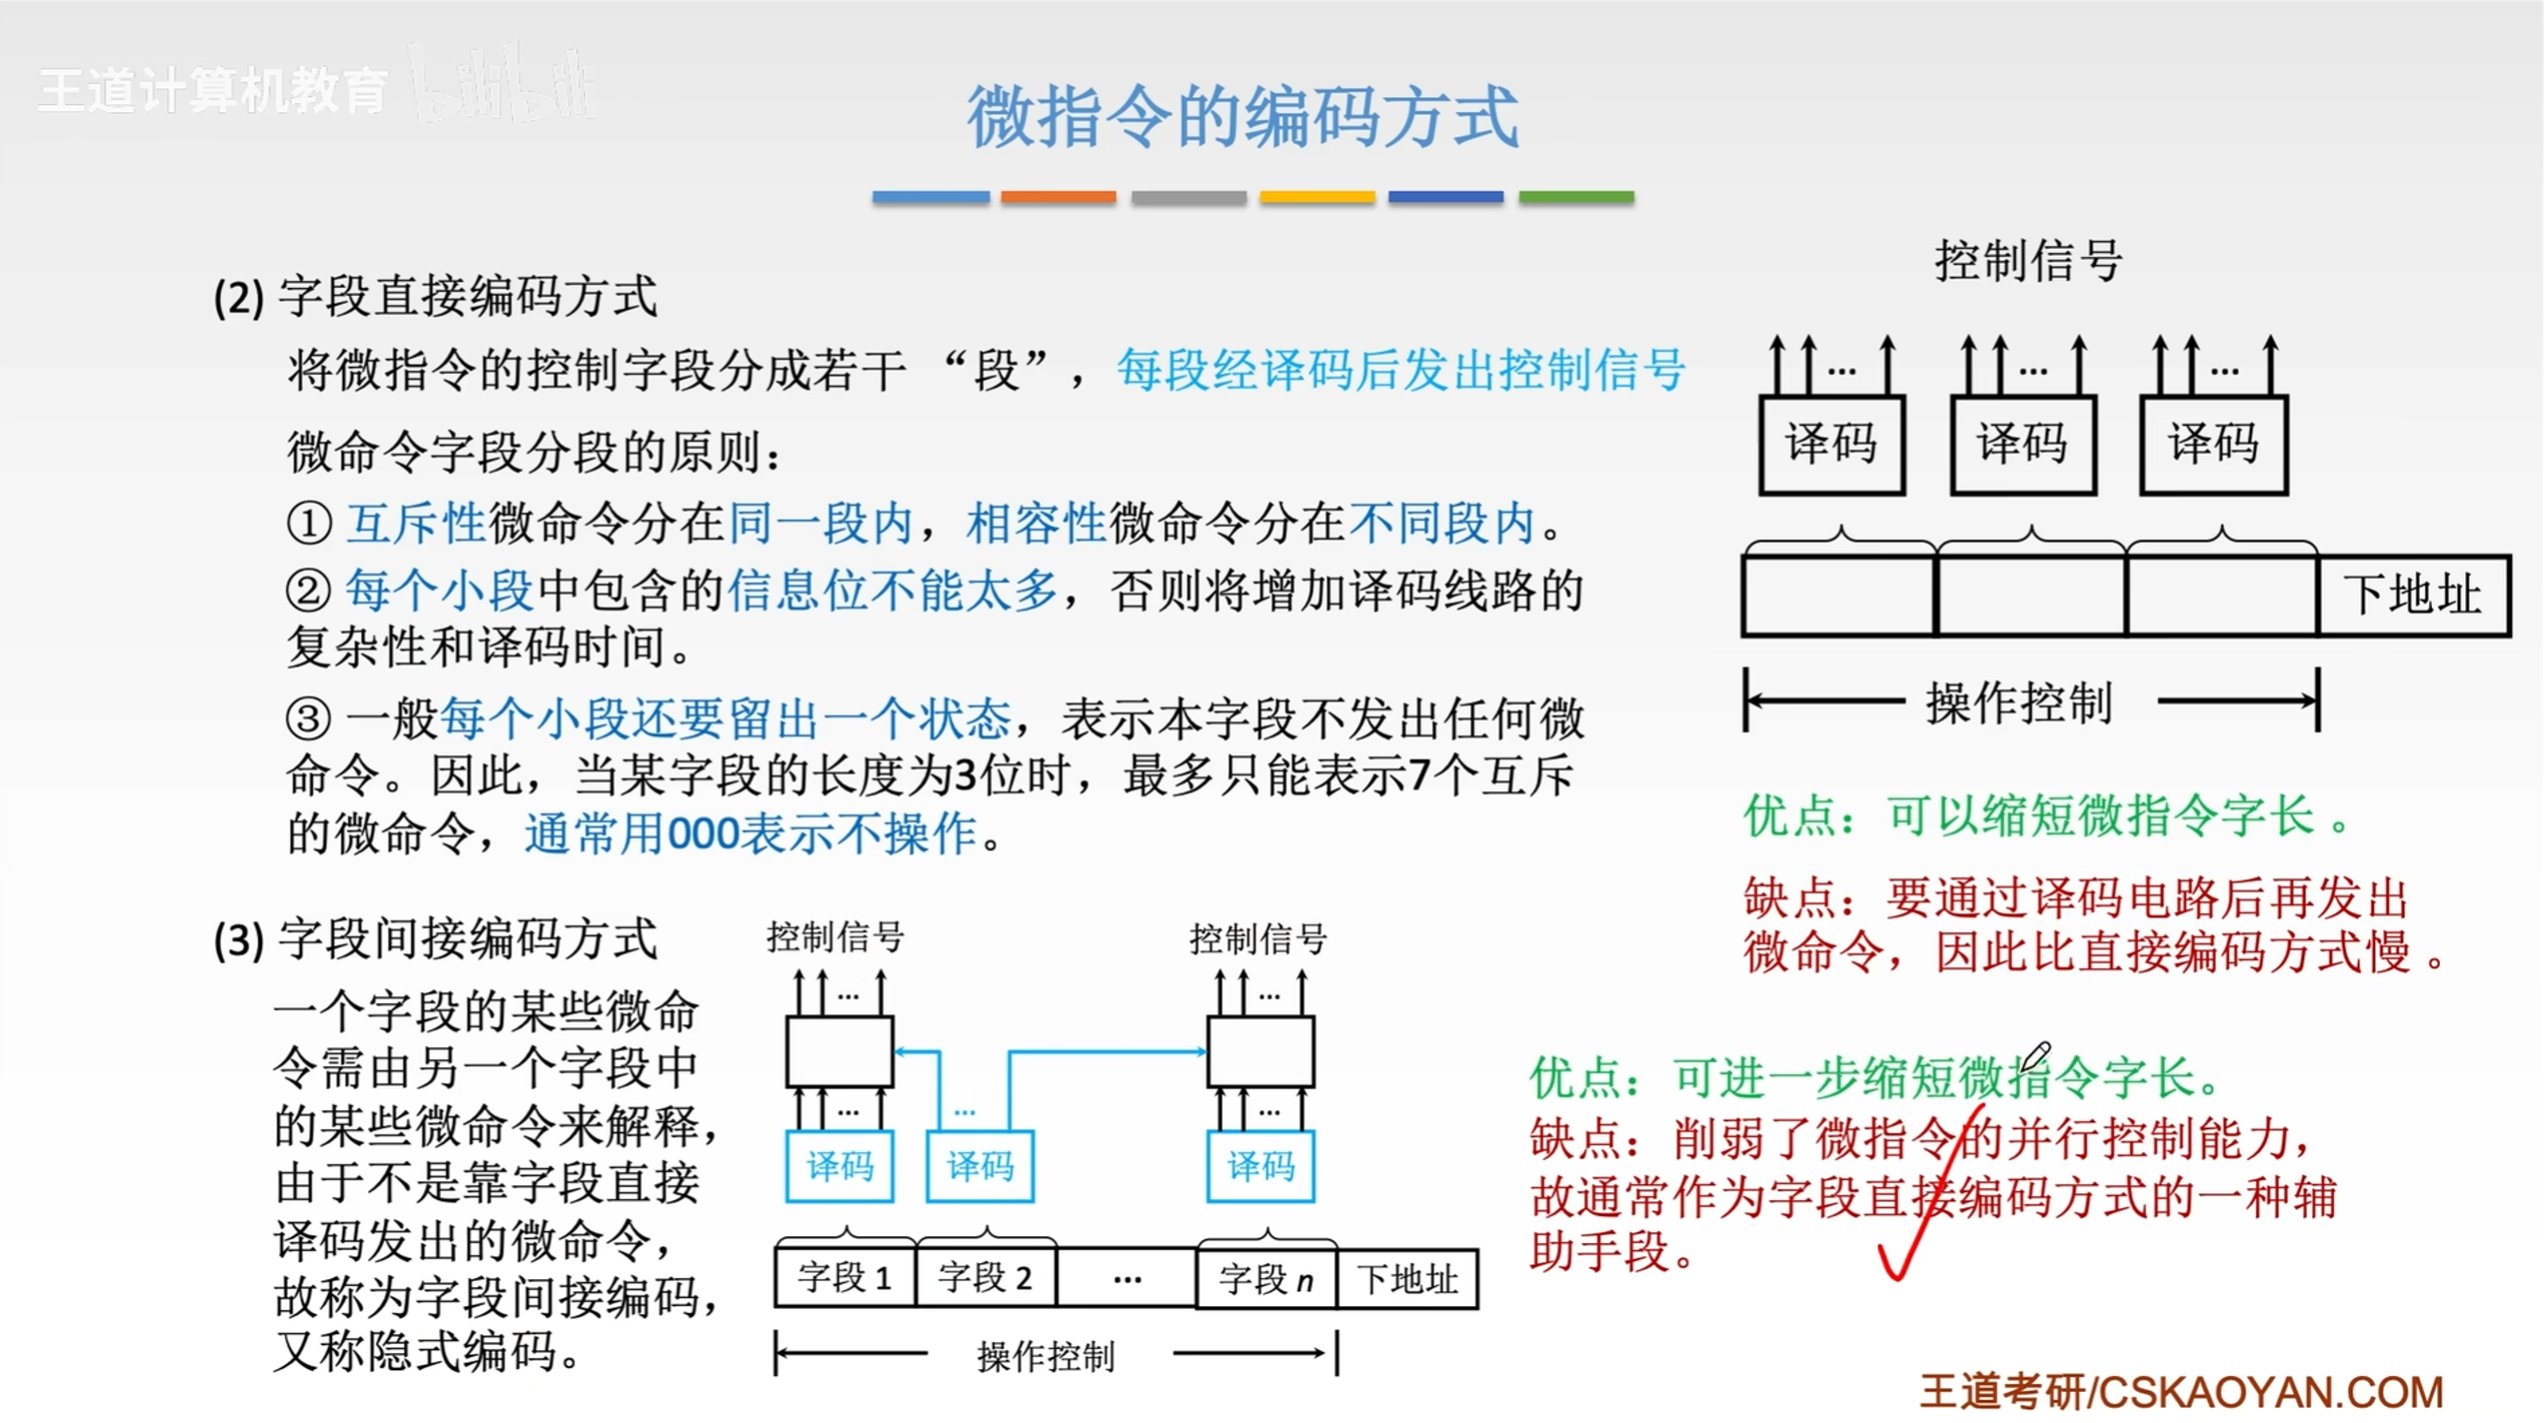 王道计算机教育 bilibili
微指令的编码方式
(2) 字段直接编码方式
将微指令的控制字段分成若干 “段”，每段经译码后发出控制信号
微命令字段分段的原则：
① 互斥性微命令分在同一段内，相容性微命令分在不同段内。
② 每个小段中包含的信息位不能太多，否则将增加译码线路的
复杂性和译码时间。
③ 一般每个小段还要留出一个状态，表示本字段不发出任何微
命令。因此，当某字段的长度为3位时，最多只能表示7个互斥
的微命令，通常用000表示不操作。
控制信号
... ... ...
译码 译码 译码
下地址
操作控制
优点：可以缩短微指令字长 。
缺点：要通过译码电路后再发出
微命令，因此比直接编码方式慢 。
(3) 字段间接编码方式
一个字段的某些微命
令需由另一个字段中
的某些微命令来解释，
由于不是靠字段直接
译码发出的微命令，
故称为字段间接编码，
又称隐式编码。
控制信号 控制信号
... ...
... ... ...
译码 译码 译码
字段 1 字段 2 ... 字段 n 下地址
操作控制
优点：可进一步缩短微指令字长。
缺点：削弱了微指令的并行控制能力，
故通常作为字段直接编码方式的一种辅
助手段。
王道考研/CSKAOYAN.COM